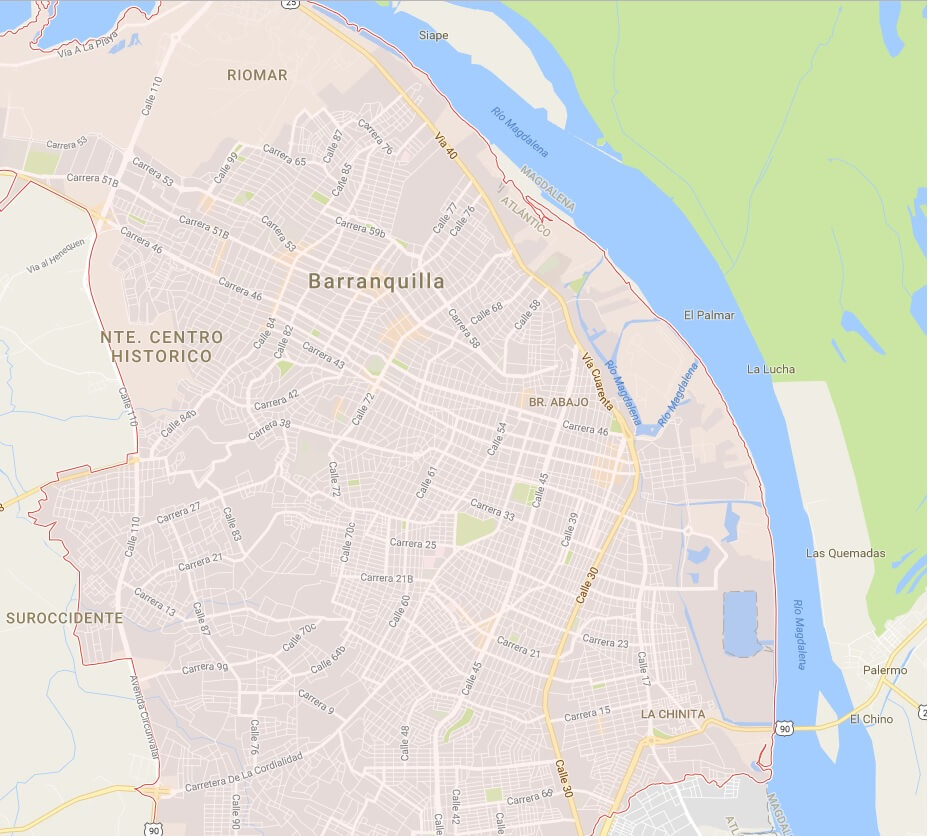 25
Siape
Vía A La Playa
RIOMAR
Calle 110
Río Magdalena
Calle 87
Carrera 76
Vía 40
Carrera 53
Carrera 65
Calle 99
Calle 85
Carrera 53
Carrera 51B
MAGDALENA
ATLÁNTICO
Calle 77
Calle 76
Carrera 51B
Carrera 53
Carrera 59b
Carrera 46
Vía al Henequen
Barranquilla
Carrera 46
Calle 68
Calle 58
El Palmar
Carrera 58
NTE. CENTRO
HISTORICO
Calle 84
Calle 82
Carrera 43
La Lucha
Vía Cuarenta
Río Magdalena
Río Magdalena
Calle 110
Carrera 42
Calle 72
BR. ABAJO
Calle 84b
Carrera 38
Carrera 46
Calle 54
Calle 72
Calle 61
Calle 45
Carrera 27
Carrera 33
Calle 110
Calle 83
Calle 70c
Calle 39
Carrera 25
Las Quemadas
Carrera 21
Carrera 21B
Calle 30
Carrera 13
Calle 60
SUROCCIDENTE
Calle 87
Río Magdalena
Calle 70c
Carrera 21
Carrera 23
Calle 64b
Carrera 9g
Calle 45
Calle 17
Palermo
Avenida Circunvalar
Carrera 9
Carrera 15
LA CHINITA
El Chino
90
Calle 76
Calle 48
Carretera De La Cordialidad
Calle 30
Carrera 66
Calle 90
Calle 42
90